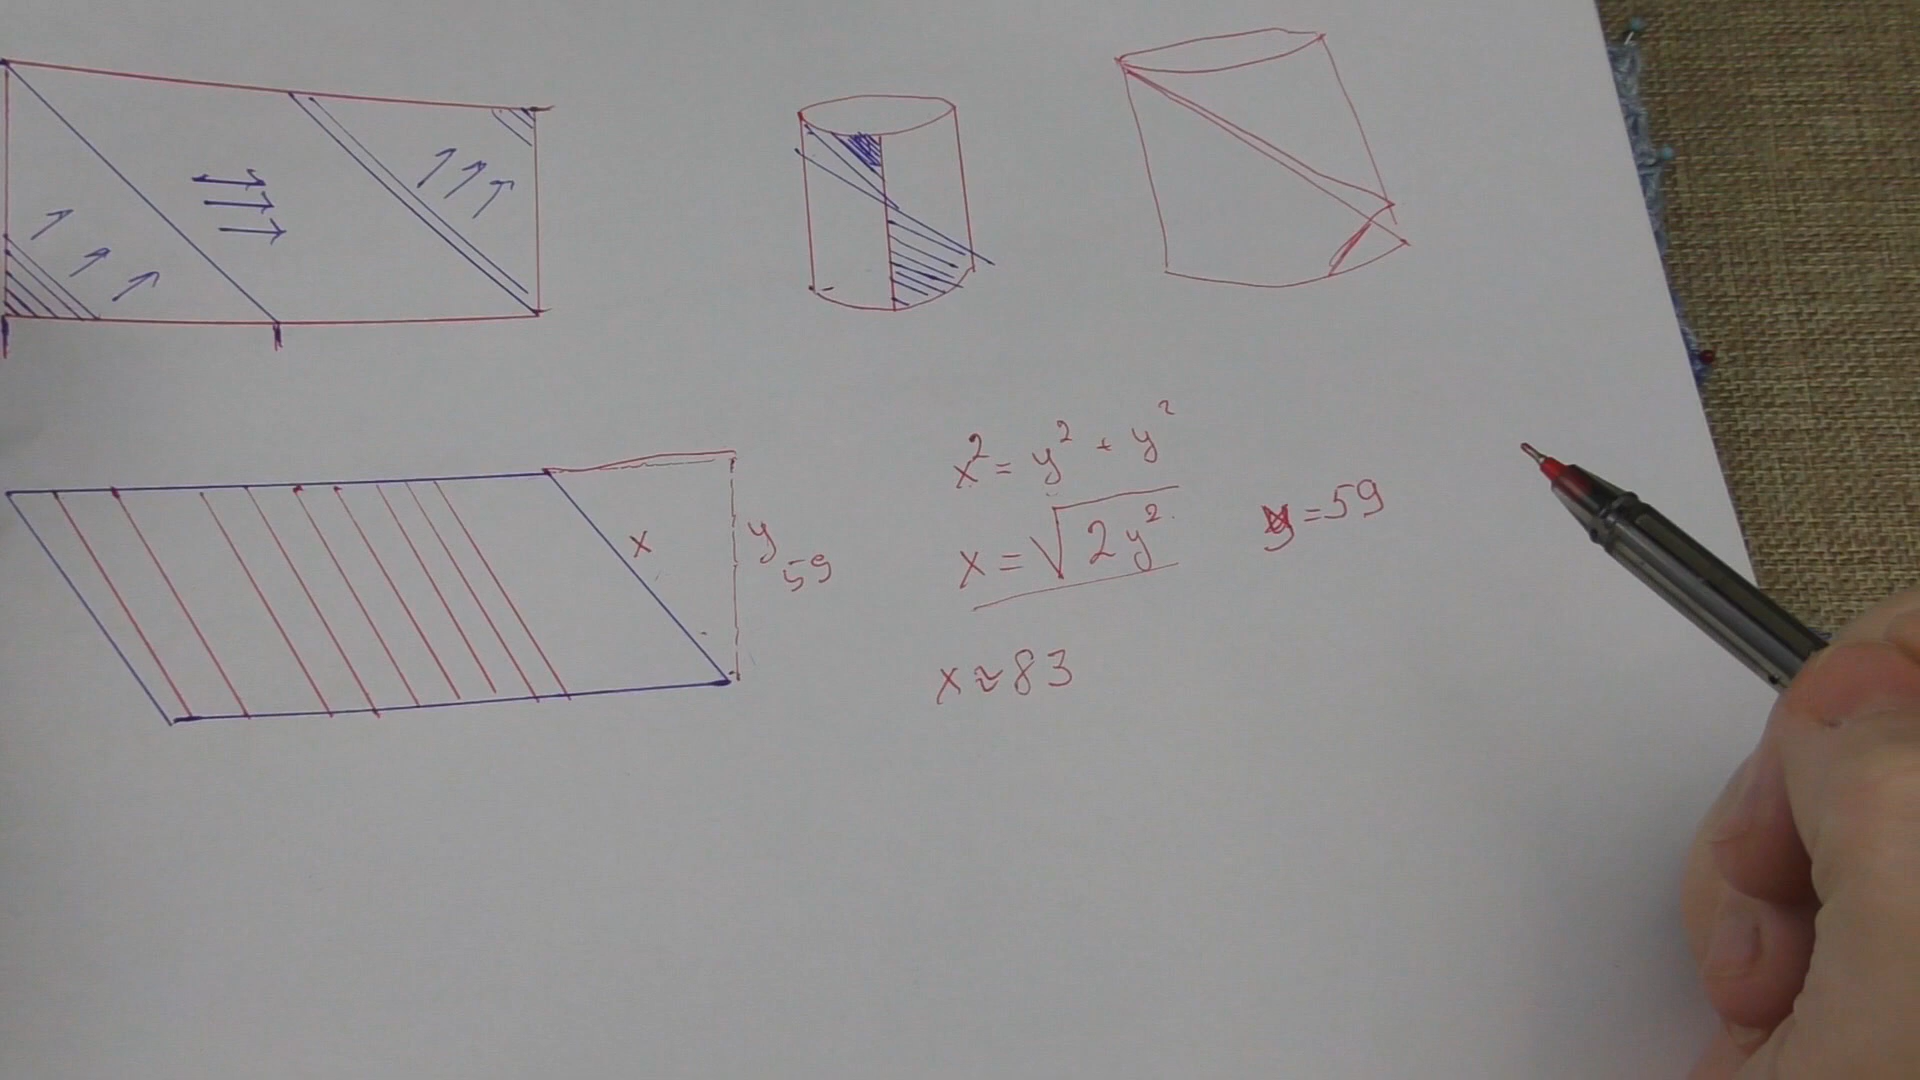 x² = y² + y²
x
y
59
x = √2y²
y = 59
x ≈ 83